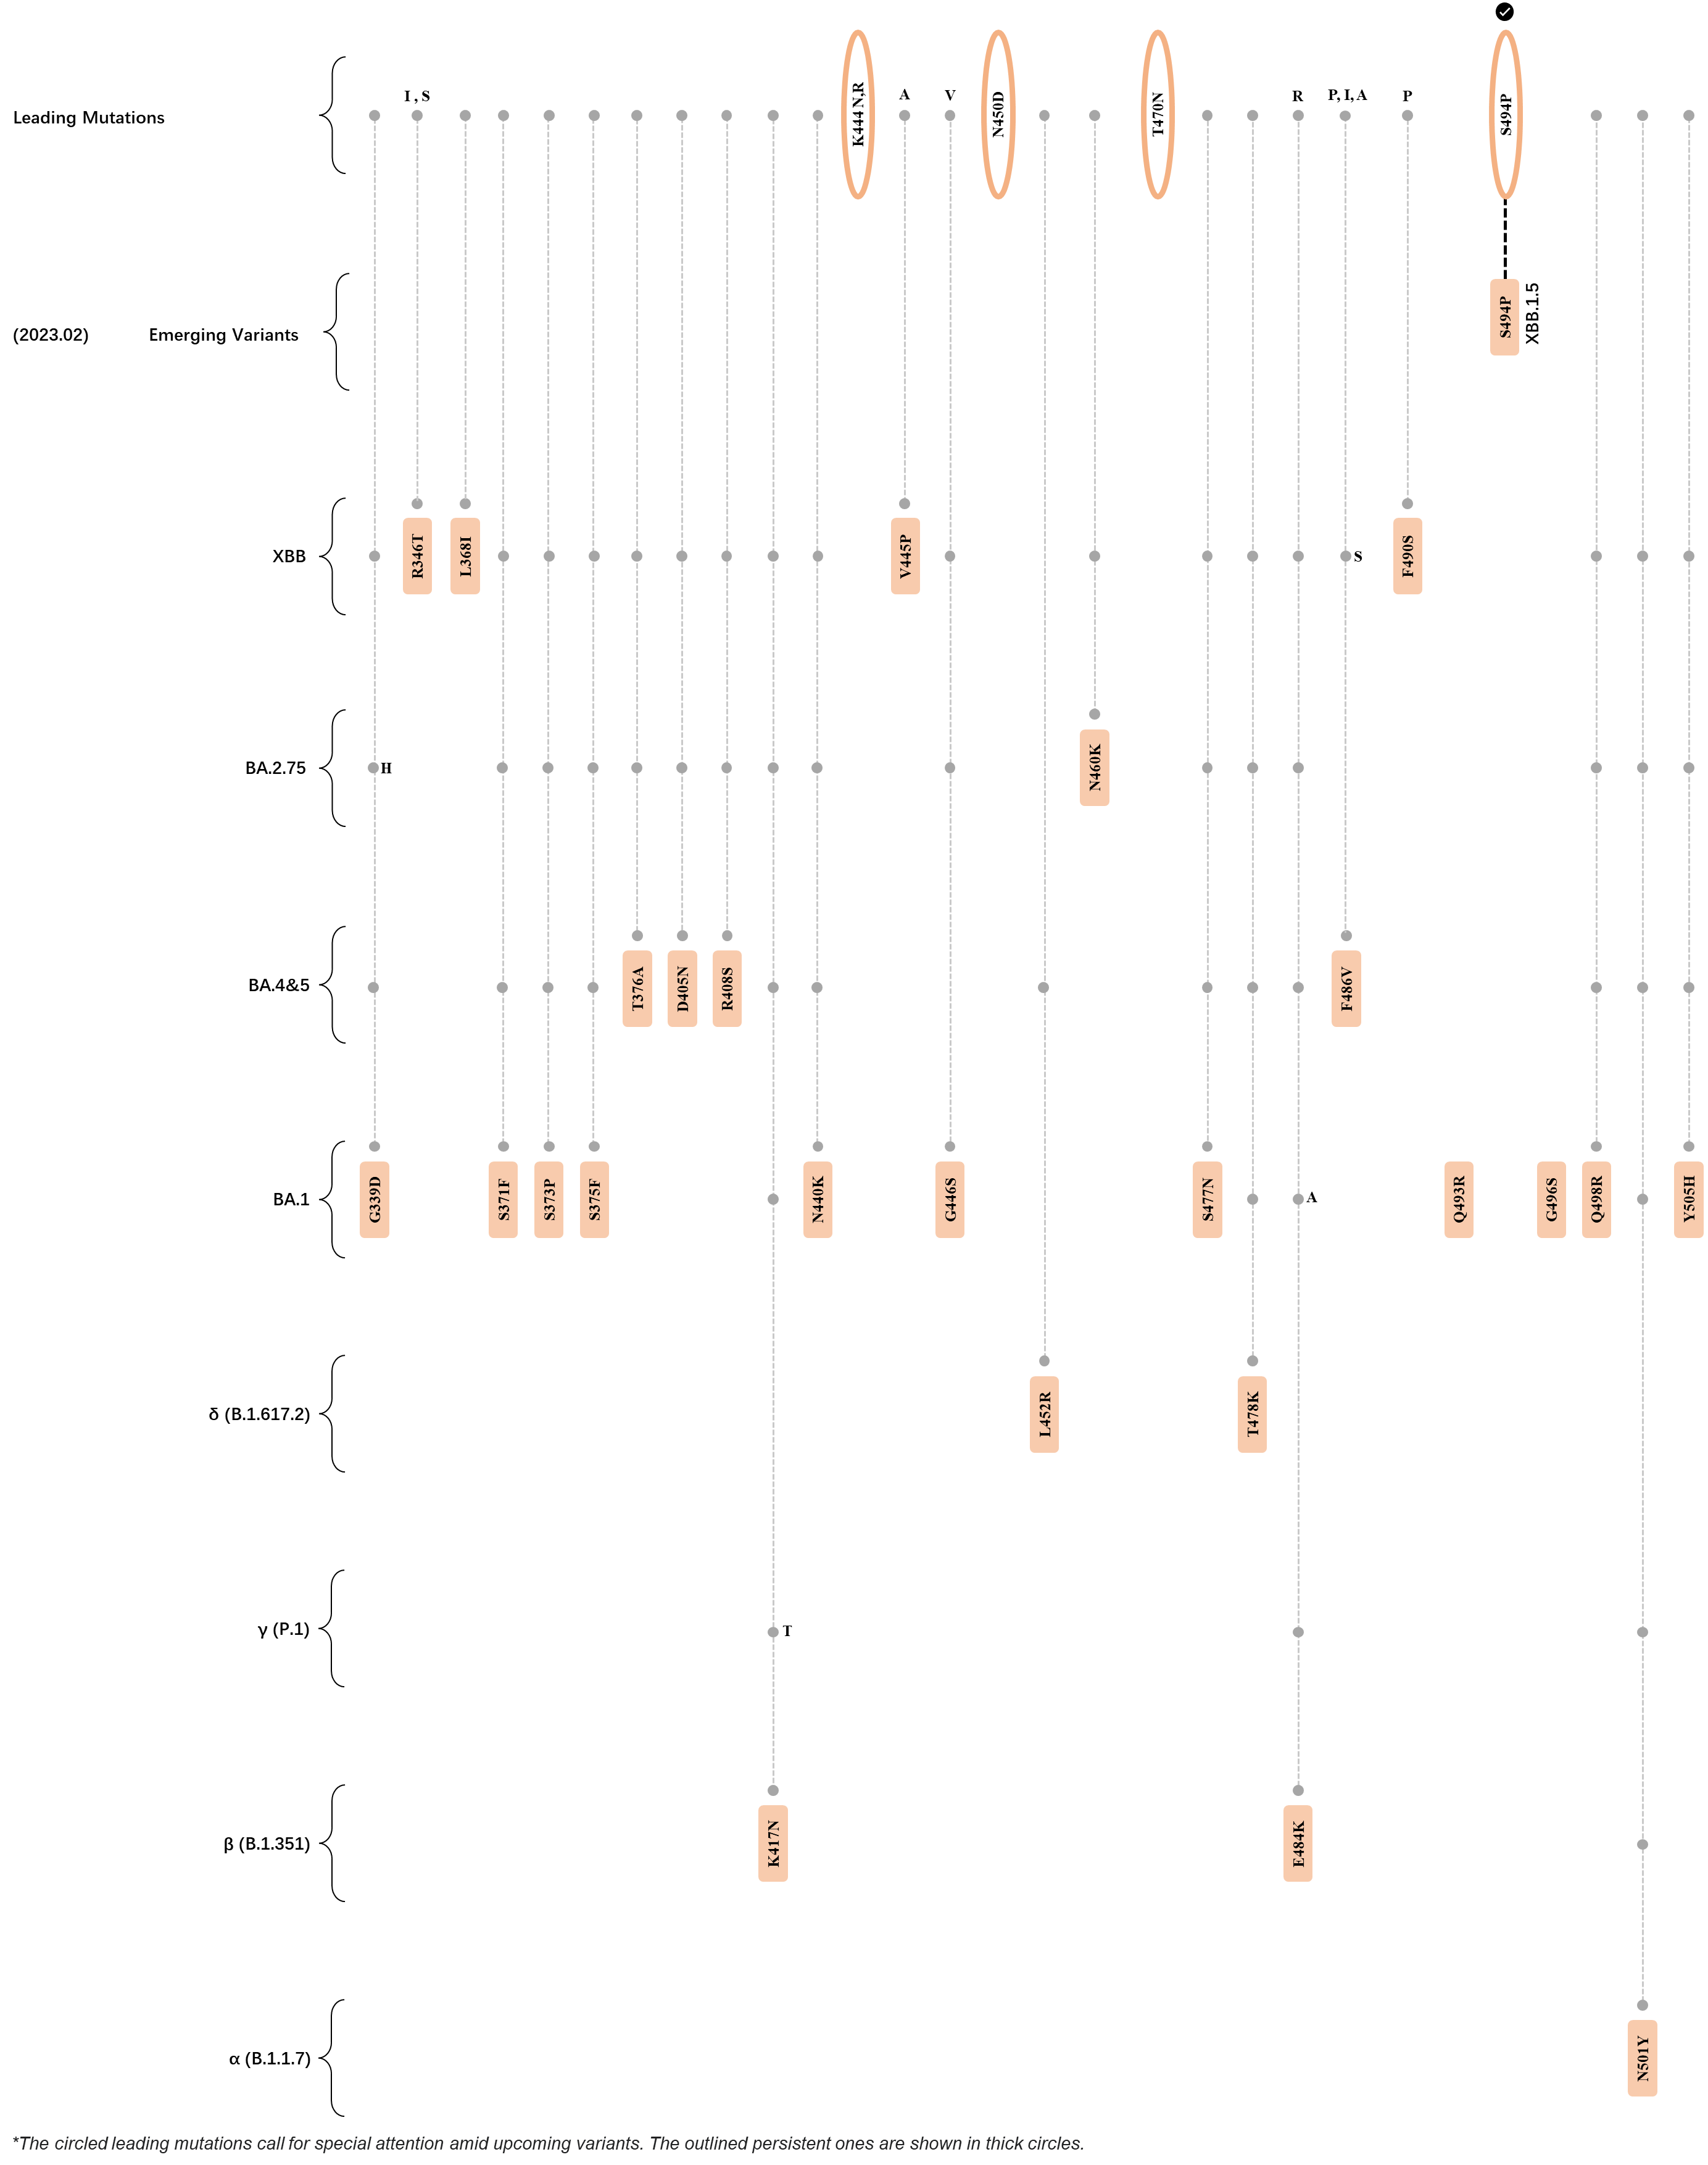 I , S
K444 N,R
A
V
N450D
T470N
R
P, I, A
P
S494P
Leading Mutations
(2023.02) Emerging Variants
S494P
XBB.1.5
XBB
R346T
L368I
V445P
S
F490S
BA.2.75
H
N460K
BA.4&5
T376A
D405N
R408S
F486V
BA.1
G339D
S371F
S373P
S375F
N440K
G446S
S477N
A
Q493R
G496S
Q498R
Y505H
δ (B.1.617.2)
L452R
T478K
γ (P.1)
T
β (B.1.351)
K417N
E484K
α (B.1.1.7)
N501Y
*The circled leading mutations call for special attention amid upcoming variants. The outlined persistent ones are shown in thick circles.